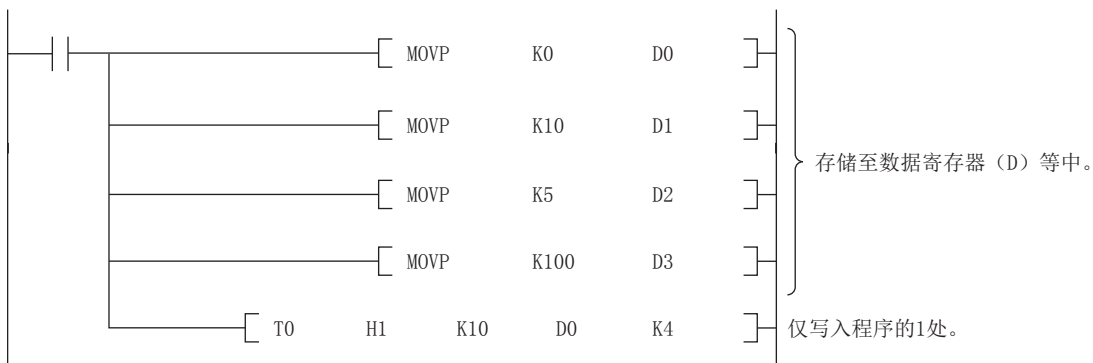 MOVP K0 D0
MOVP K10 D1
MOVP K5 D2
存储至数据寄存器（D）等中。
MOVP K100 D3
TO H1 K10 D0 K4
仅写入程序的1处。